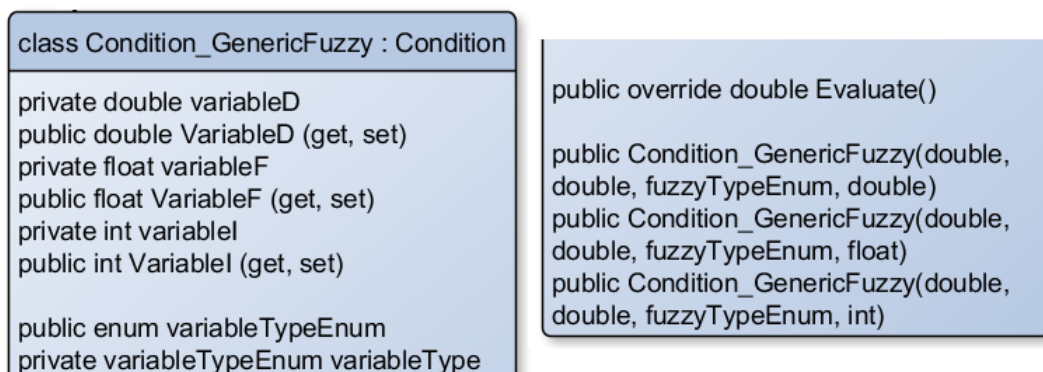 class Condition_GenericFuzzy : Condition
private double variableD
public double VariableD (get, set)
private float variableF
public float VariableF (get, set)
private int variableI
public int VariableI (get, set)
public enum variableTypeEnum
private variableTypeEnum variableType
public override double Evaluate()
public Condition_GenericFuzzy(double,
double, fuzzyTypeEnum, double)
public Condition_GenericFuzzy(double,
double, fuzzyTypeEnum, float)
public Condition_GenericFuzzy(double,
double, fuzzyTypeEnum, int)